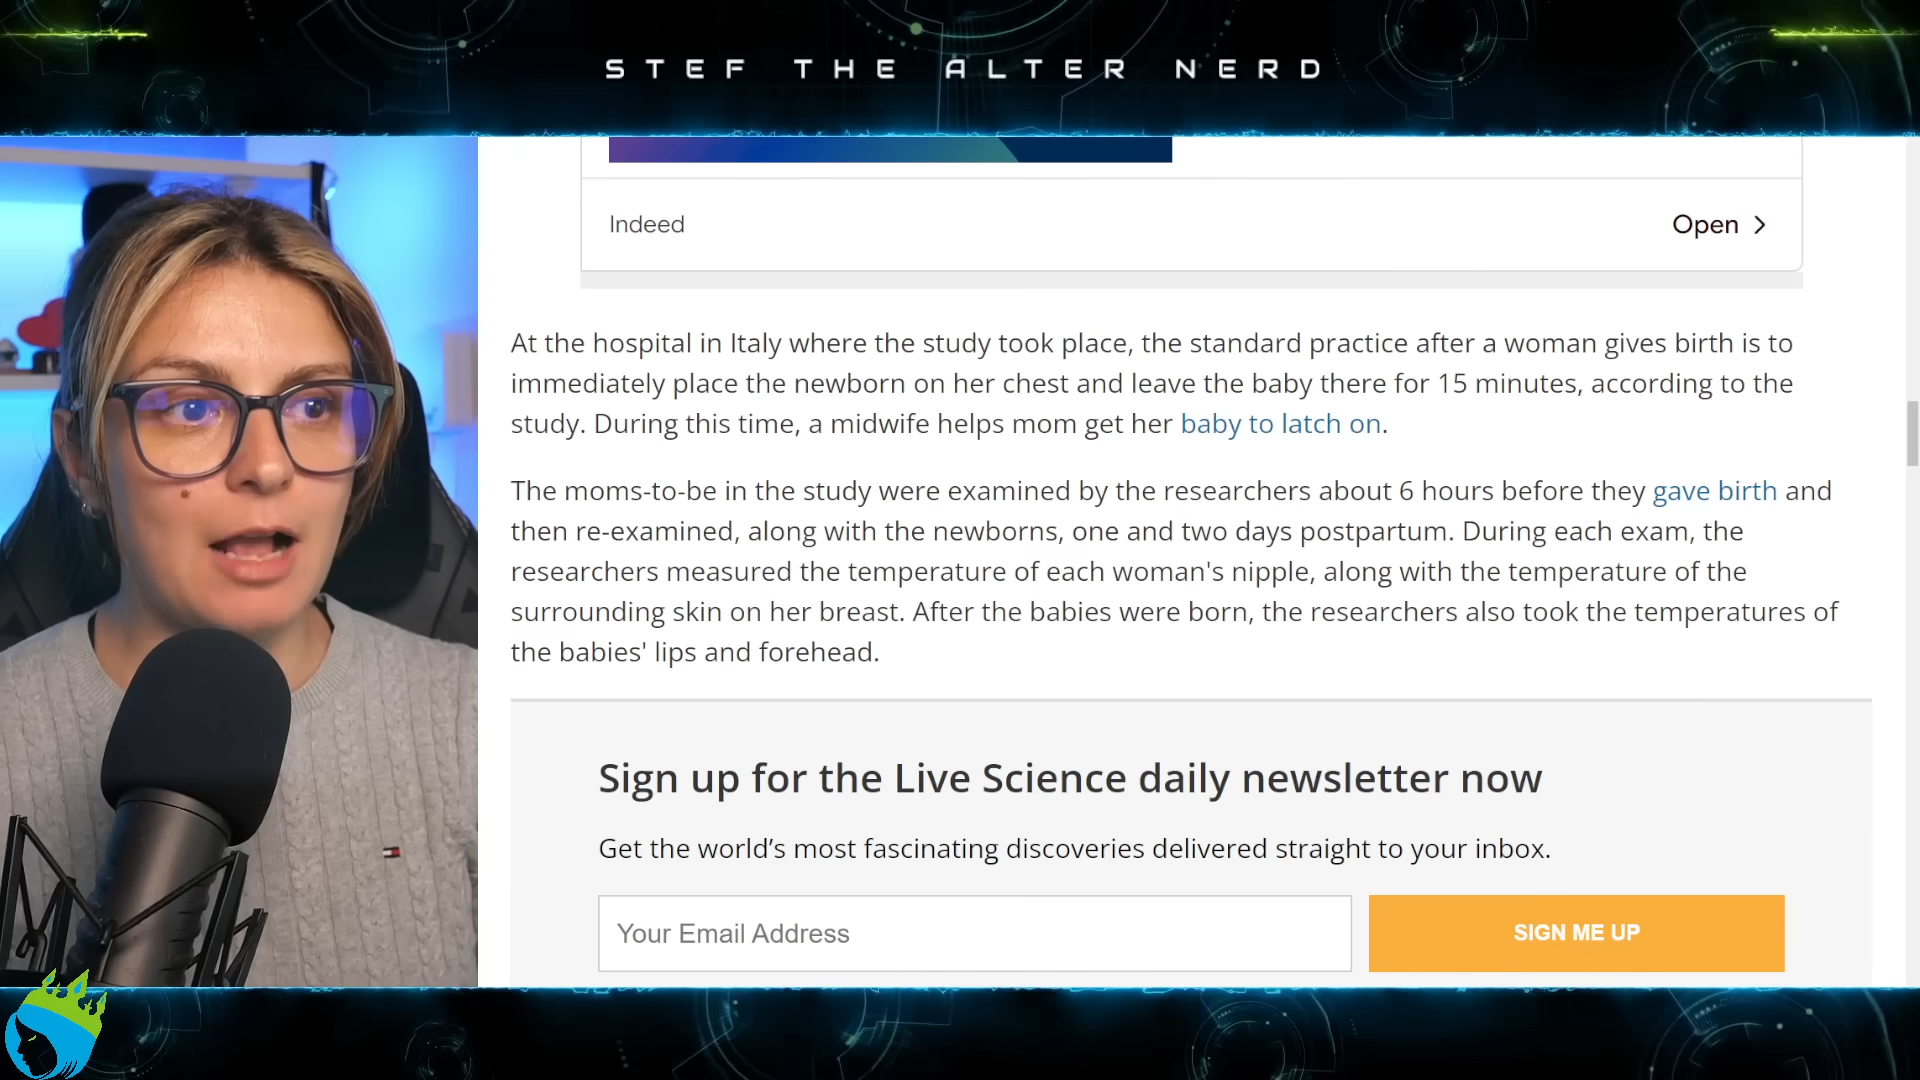 STEF THE ALTER NERD
Indeed
Open
At the hospital in Italy where the study took place, the standard practice after a woman gives birth is to
immediately place the newborn on her chest and leave the baby there for 15 minutes, according to the
study. During this time, a midwife helps mom get her baby to latch on.
The moms-to-be in the study were examined by the researchers about 6 hours before they gave birth and
then re-examined, along with the newborns, one and two days postpartum. During each exam, the
researchers measured the temperature of each woman's nipple, along with the temperature of the
surrounding skin on her breast. After the babies were born, the researchers also took the temperatures of
the babies' lips and forehead.
Sign up for the Live Science daily newsletter now
Get the world’s most fascinating discoveries delivered straight to your inbox.
Your Email Address
SIGN ME UP